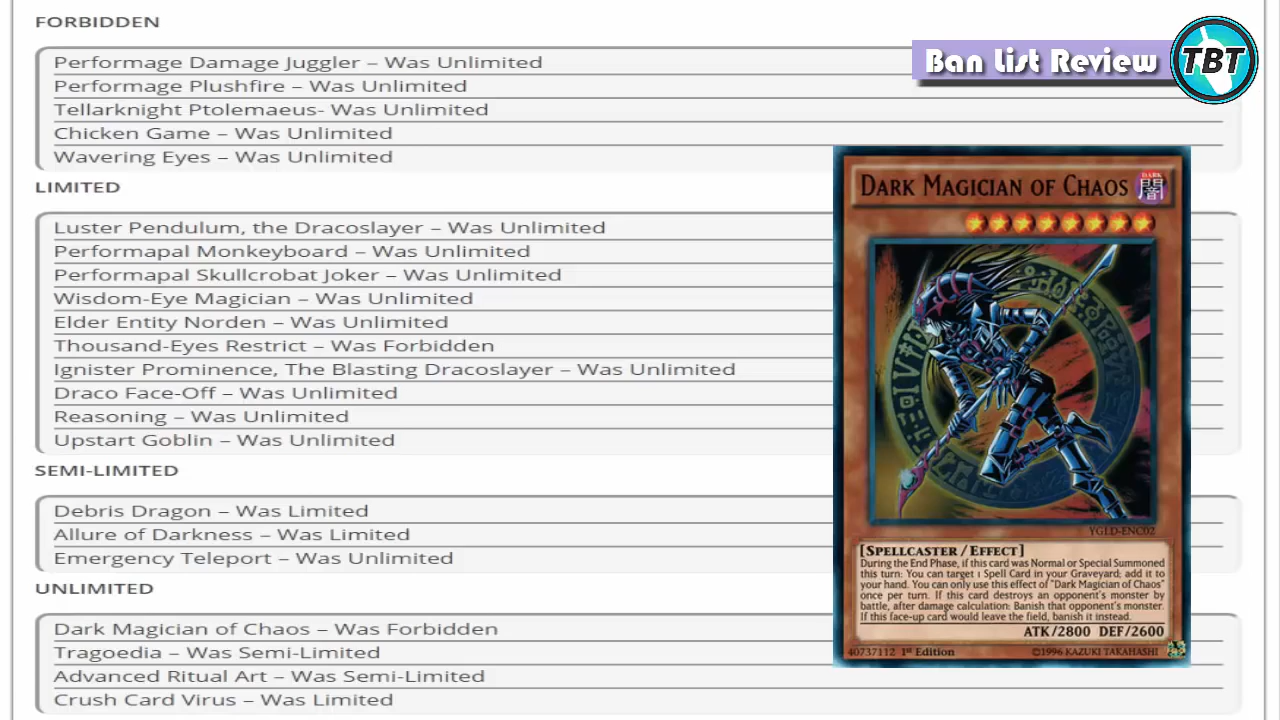 FORBIDDEN
Performage Damage Juggler – Was Unlimited
Performage Plushfire – Was Unlimited
Tellarknight Ptolemaeus- Was Unlimited
Chicken Game – Was Unlimited
Wavering Eyes – Was Unlimited
LIMITED
Luster Pendulum, the Dracoslayer – Was Unlimited
Performapal Monkeyboard – Was Unlimited
Performapal Skullcrobat Joker – Was Unlimited
Wisdom-Eye Magician – Was Unlimited
Elder Entity Norden – Was Unlimited
Thousand-Eyes Restrict – Was Forbidden
Ignister Prominence, The Blasting Dracoslayer – Was Unlimited
Draco Face-Off – Was Unlimited
Reasoning – Was Unlimited
Upstart Goblin – Was Unlimited
SEMI-LIMITED
Debris Dragon – Was Limited
Allure of Darkness – Was Limited
Emergency Teleport – Was Unlimited
UNLIMITED
Dark Magician of Chaos – Was Forbidden
Tragoedia – Was Semi-Limited
Advanced Ritual Art – Was Semi-Limited
Crush Card Virus – Was Limited
Ban List Review
TBT
DARK MAGICIAN OF CHAOS
DARK
闇
YGLD-ENC02
[SPELLCASTER / EFFECT]
During the End Phase, if this card was Normal or Special Summoned
this turn: You can target 1 Spell Card in your Graveyard; add it to
your hand. You can only use this effect of "Dark Magician of Chaos"
once per turn. If this card destroys an opponent's monster by
battle, after damage calculation: Banish that opponent's monster.
If this face-up card would leave the field, banish it instead.
ATK/2800 DEF/2600
40737112 1st Edition
©1996 KAZUKI TAKAHASHI